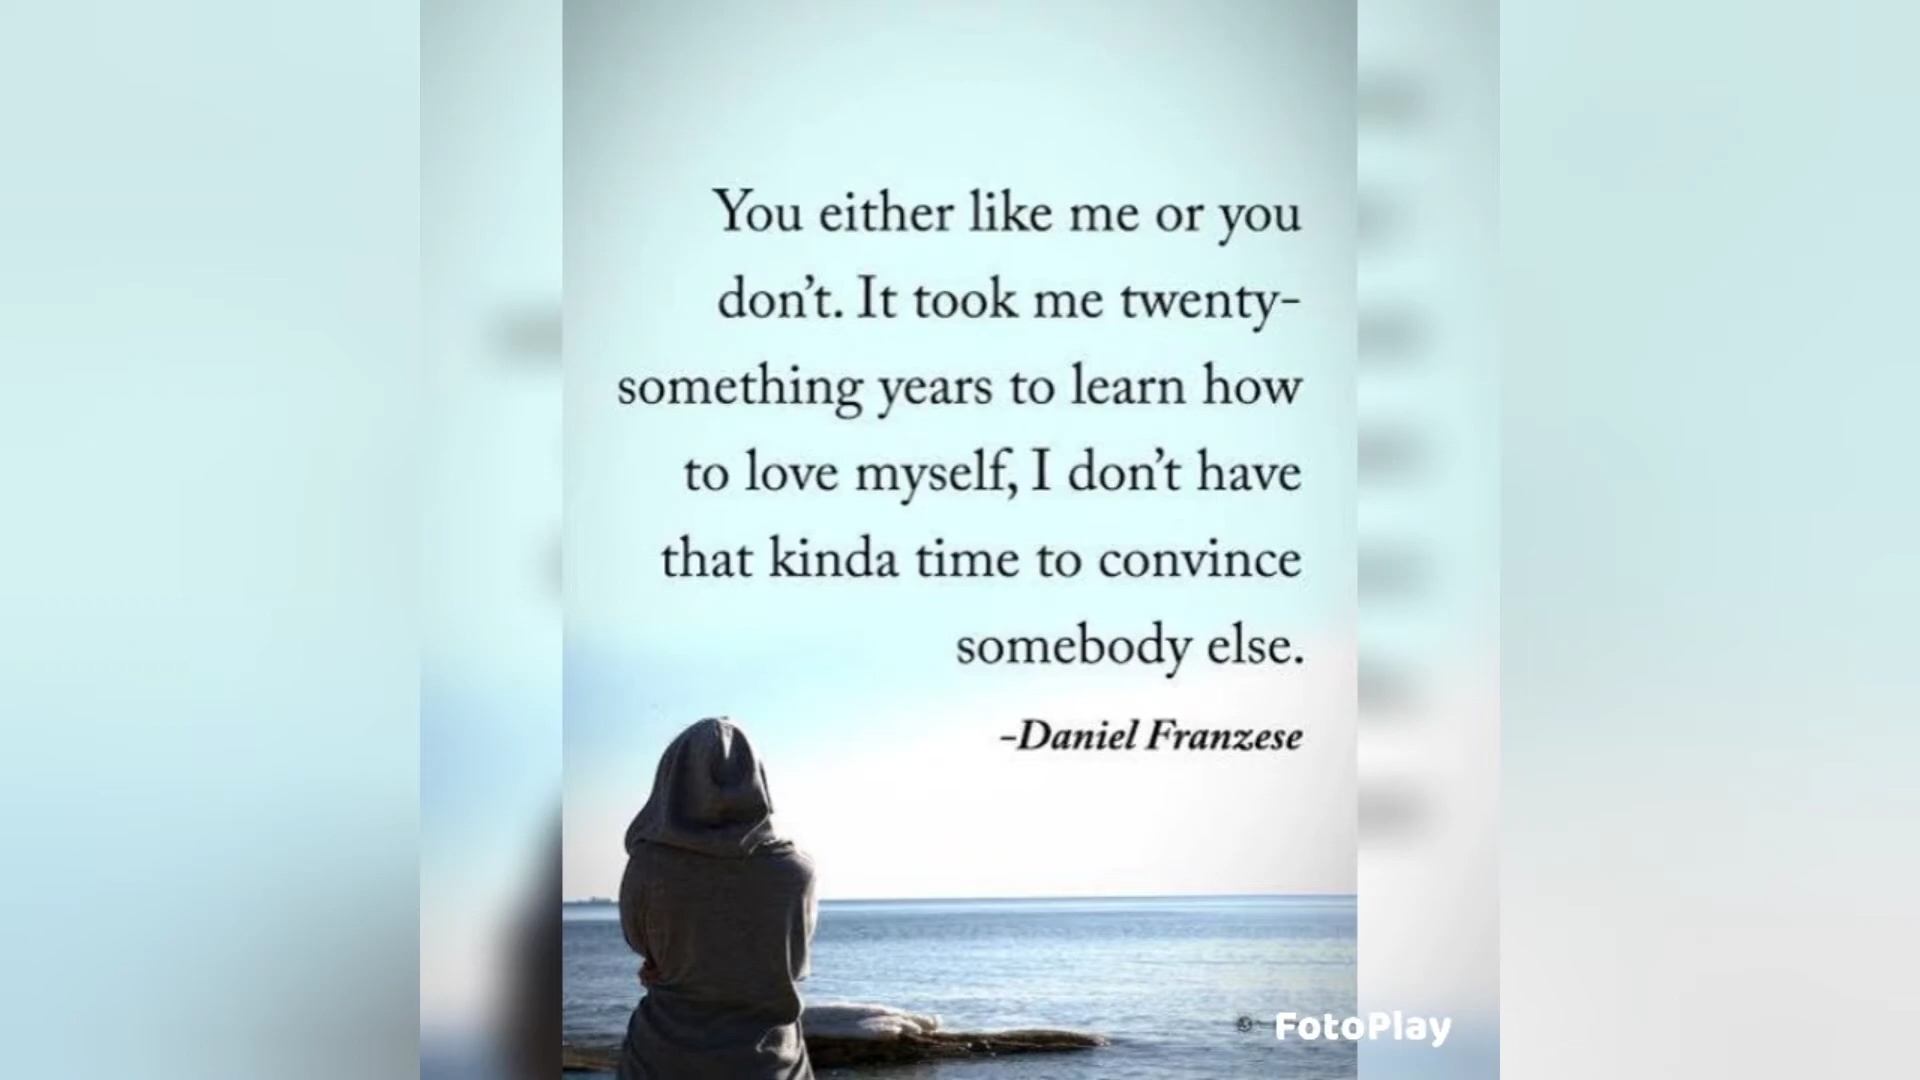 You either like me or you
don't. It took me twenty-
something years to learn how
to love myself, I don't have
that kinda time to convince
somebody else.
-Daniel Franzese
FotoPlay